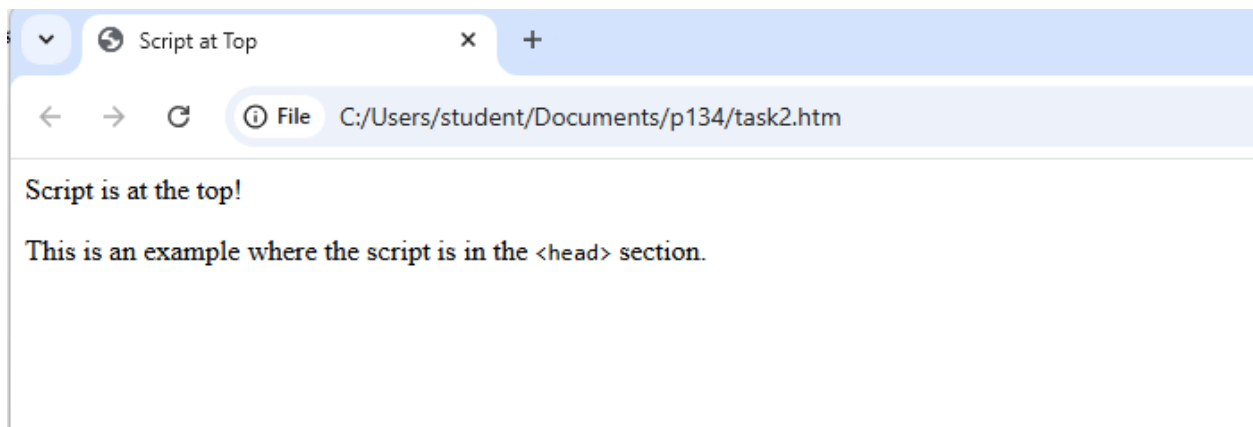 Script at Top
File C:/Users/student/Documents/p134/task2.htm
Script is at the top!
This is an example where the script is in the <head> section.